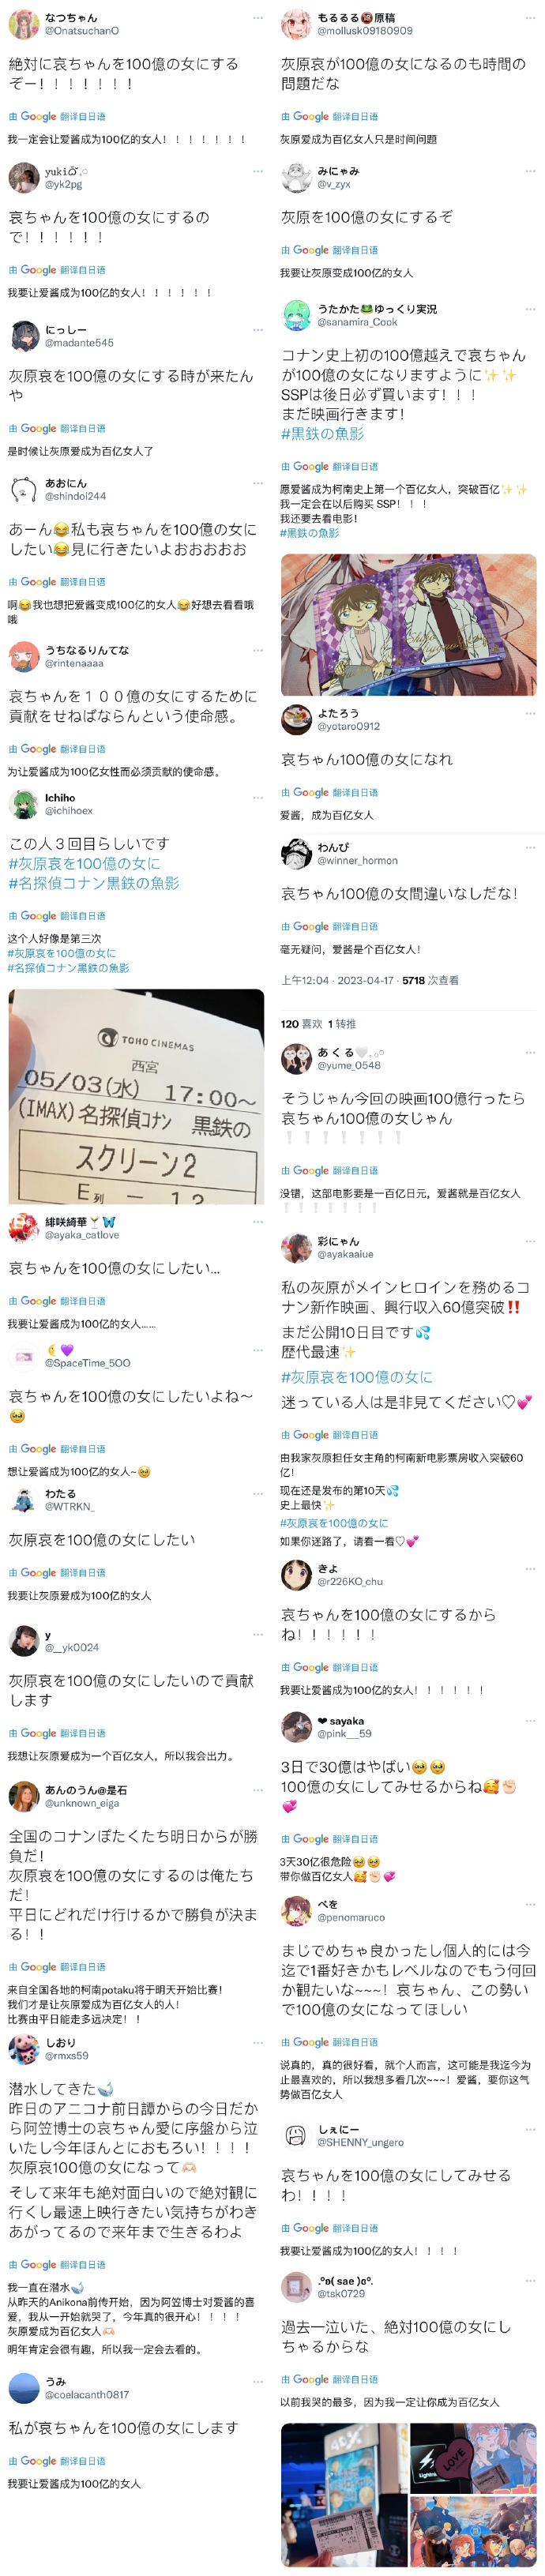 なつちゃん
@OnatsuchanO
絶対に哀ちゃんを100億の女にする
ぞー！！！！！！！
由 Google 翻译自日语
我一定会让爱酱成为100亿的女人！！！！！！！
yuki
@yk2pg
哀ちゃんを100億の女にするの
で！！！！！！
由 Google 翻译自日语
我要让爱酱成为100亿的女人！！！！！！
にっしー
@madante545
灰原哀を100億の女にする時が来たん
や
由 Google 翻译自日语
是时候让灰原爱成为百亿女人了
あおにん
@shindoi244
あーん😂私も哀ちゃんを100億の女に
したい😂見に行きたいよおおおおお
由 Google 翻译自日语
啊😂我也想把爱酱变成100亿的女人😂好想去看看哦
哦
うちなるりんてな
@rintenaaaa
哀ちゃんを１００億の女にするために
貢献をせねばならんという使命感。
由 Google 翻译自日语
为让爱酱成为100亿女性而必须贡献的使命感。
Ichiho
@ichihoex
この人３回目らしいです
#灰原哀を100億の女に
#名探偵コナン黒鉄の魚影
由 Google 翻译自日语
这个人好像是第三次
#灰原哀を100億の女に
#名探偵コナン黒鉄の魚影
TOHO CINEMAS
西宮
05/03(水) 17:00～
(IMAX)名探偵コナン 黒鉄の
スクリーン2
E列 － 13
緋咲綺華🍸🦋
@ayaka_catlove
哀ちゃんを100億の女にしたい...
由 Google 翻译自日语
我要让爱酱成为100亿的女人......
🌜💜
@SpaceTime_500
哀ちゃんを100億の女にしたいよね〜
🥹
由 Google 翻译自日语
想让爱酱成为100亿的女人~🥹
わたる
@WTRKN_
灰原哀を100億の女にしたい
由 Google 翻译自日语
我要让灰原爱成为100亿的女人
y
@__yk0024
灰原哀を100億の女にしたいので貢献
します
由 Google 翻译自日语
我想让灰原爱成为一个百亿女人，所以我会出力。
あんのうん@是石
@unknown_eiga
全国のコナンぽたくたち明日からが勝
負だ！
灰原哀を100億の女にするのは俺たち
だ！
平日にどれだけ行けるかで勝負が決ま
る！！
由 Google 翻译自日语
来自全国各地的柯南potaku将于明天开始比赛！
我们才是让灰原爱成为百亿女人的人！
比赛由平日能走多远决定！！
しおり
@rmxs59
潜水してきた🐋
昨日のアニコナ前日譚からの今日だか
ら阿笠博士の哀ちゃん愛に序盤から泣
いたし今年ほんとにおもろい！！！！
灰原哀100億の女になって🫶🏻
そして来年も絶対面白いので絶対観に
行くし最速上映行きたい気持ちがわき
あがってるので来年まで生きるわよ
由 Google 翻译自日语
我一直在潜水🐋
从昨天的Anikona前传开始，因为阿笠博士对爱酱的喜
爱，我从一开始就哭了，今年真的很开心！！！！
灰原爱成为百亿女人🫶🏻
明年肯定会很有趣，所以我一定会去看的。
うみ
@coelacanth0817
私が哀ちゃんを100億の女にします
由 Google 翻译自日语
我要让爱酱成为100亿的女人
もるるる🔞原稿
@mollusk09180909
灰原哀が100億の女になるのも時間の
問題だな
由 Google 翻译自日语
灰原爱成为百亿女人只是时间问题
みにゃみ
@v_zyx
灰原を100億の女にするぞ
由 Google 翻译自日语
我要让灰原变成100亿的女人
うたかた🐸ゆっくり実況
@sanamira_Cook
コナン史上初の100億越えで哀ちゃん
が100億の女になりますように✨✨
SSPは後日必ず買います！！！
まだ映画行きます！
#黒鉄の魚影
由 Google 翻译自日语
愿爱酱成为柯南史上第一个百亿女人，突破百亿✨✨
我一定会在以后购买 SSP！！！
我还要去看电影！
#黒鉄の魚影
よたろう
@yotaro0912
哀ちゃん100億の女になれ
由 Google 翻译自日语
爱酱，成为百亿女人
わんぴ
@winner_hormon
哀ちゃん100億の女間違いなしだな！
由 Google 翻译自日语
毫无疑问，爱酱是个百亿女人！
上午12:04 · 2023-04-17 · 5718 次查看
120 喜欢 1 转推
あくる🤍
@yume_0548
そうじゃん今回の映画100億行ったら
哀ちゃん100億の女じゃん
❕❕❕❕❕❕❕
由 Google 翻译自日语
没错，这部电影要是一百亿日元，爱酱就是百亿女人
❕❕❕❕❕❕❕
彩にゃん
@ayakaaiue
私の灰原がメインヒロインを務めるコ
ナン新作映画、興行収入60億突破‼️
まだ公開10日目です💦
歴代最速✨
#灰原哀を100億の女に
迷っている人は是非見てください♡💕
由 Google 翻译自日语
由我家灰原担任女主角的柯南新电影票房收入突破60
亿！
现在还是发布的第10天💦
史上最快✨
#灰原哀を100億の女に
如果你迷路了，请看一看♡💕
きよ
@r226KO_chu
哀ちゃんを100億の女にするから
ね！！！！！！
由 Google 翻译自日语
我要让爱酱成为100亿的女人！！！！！！
❤ sayaka
@pink___59
3日で30億はやばい🥹🥹
100億の女にしてみせるからね🥰✊🏻
💞
由 Google 翻译自日语
3天30亿很危险🥹🥹
带你做百亿女人🥰✊🏻💞
ぺを
@penomaruco
まじでめちゃ良かったし個人的には今
迄で1番好きかもレベルなのでもう何回
か観たいな~~~！哀ちゃん、この勢い
で100億の女になってほしい
由 Google 翻译自日语
说真的，真的很好看，就个人而言，这可能是我迄今为
止最喜欢的，所以我想多看几次~~~！爱酱，要你这气
势做百亿女人
しぇにー
@SHENNY_ungero
哀ちゃんを100億の女にしてみせる
わ！！！！
由 Google 翻译自日语
我要让爱酱成为100亿的女人！！！！
.º๏( sae )๏º.
@tsk0729
過去一泣いた、絶対100億の女にし
ちゃるからな
由 Google 翻译自日语
以前我哭的最多，因为我一定让你成为百亿女人
4DX
LOVE